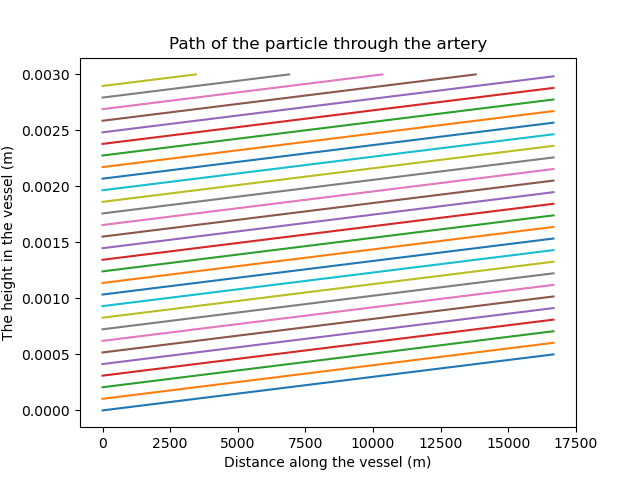 Path of the particle through the artery
The height in the vessel (m)
0.0030
0.0025
0.0020
0.0015
0.0010
0.0005
0.0000
0 2500 5000 7500 10000 12500 15000 17500
Distance along the vessel (m)